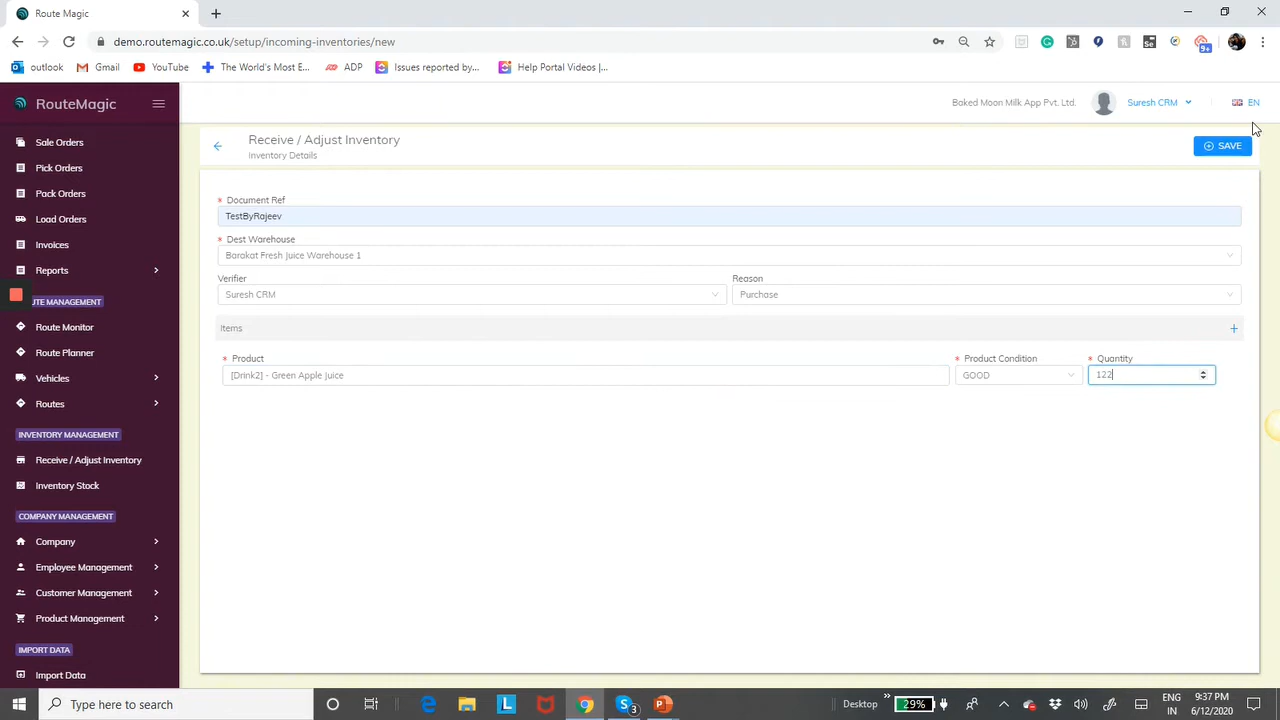 Route Magic
demo.routemagic.co.uk/setup/incoming-inventories/new
9+
outlook
Gmail
YouTube
The World's Most E...
ADP
Issues reported by...
Help Portal Videos |...
RouteMagic
Baked Moon Milk App Pvt. Ltd.
Suresh CRM
EN
Sale Orders
Pick Orders
Pack Orders
Load Orders
Invoices
Reports
UTE MANAGEMENT
Route Monitor
Route Planner
Vehicles
Routes
INVENTORY MANAGEMENT
Receive / Adjust Inventory
Inventory Stock
COMPANY MANAGEMENT
Company
Employee Management
Customer Management
Product Management
IMPORT DATA
Import Data
Receive / Adjust Inventory
Inventory Details
SAVE
* Document Ref
TestByRajeev
* Dest Warehouse
Barakat Fresh Juice Warehouse 1
Verifier
Reason
Suresh CRM
Purchase
Items
* Product
* Product Condition
* Quantity
[Drink2] - Green Apple Juice
GOOD
122
Type here to search
3
Desktop
29%
ENG
IN
9:37 PM
6/12/2020